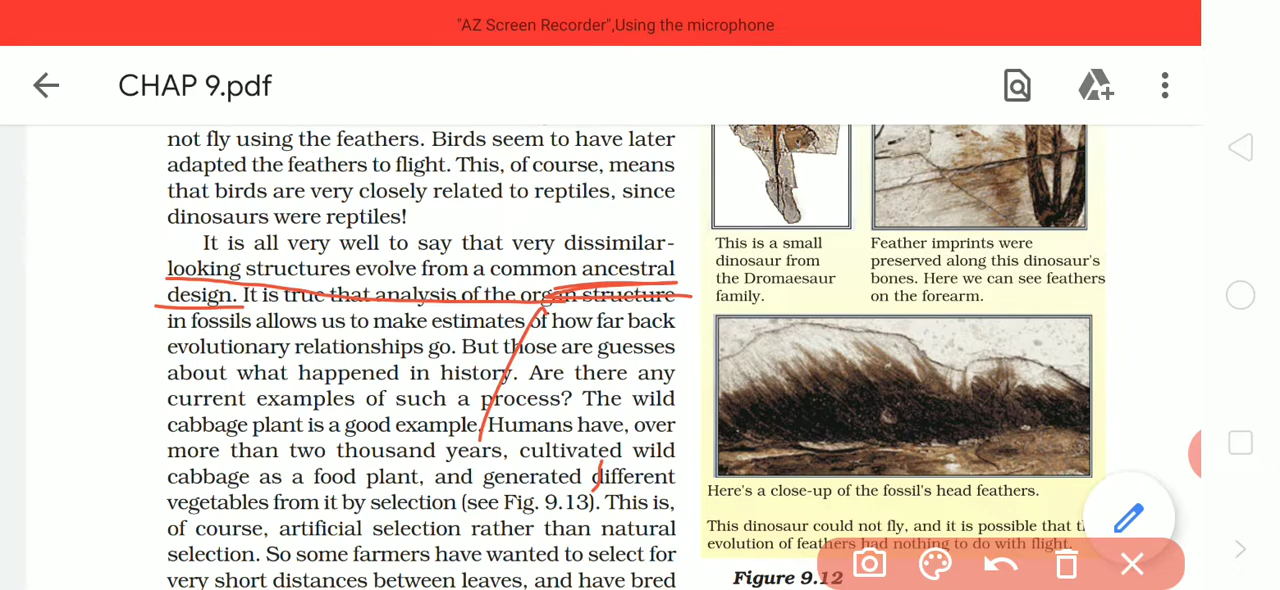 "AZ Screen Recorder",Using the microphone
CHAP 9.pdf
not fly using the feathers. Birds seem to have later
adapted the feathers to flight. This, of course, means
that birds are very closely related to reptiles, since
dinosaurs were reptiles!
It is all very well to say that very dissimilar-
looking structures evolve from a common ancestral
design. It is true that analysis of the organ structure
in fossils allows us to make estimates of how far back
evolutionary relationships go. But those are guesses
about what happened in history. Are there any
current examples of such a process? The wild
cabbage plant is a good example. Humans have, over
more than two thousand years, cultivated wild
cabbage as a food plant, and generated different
vegetables from it by selection (see Fig. 9.13). This is,
of course, artificial selection rather than natural
selection. So some farmers have wanted to select for
very short distances between leaves, and have bred
This is a small
dinosaur from
the Dromaesaur
family.
Feather imprints were
preserved along this dinosaur's
bones. Here we can see feathers
on the forearm.
Here's a close-up of the fossil's head feathers.
This dinosaur could not fly, and it is possible that
evolution of feathers had nothing to do with flight.
Figure 9.12